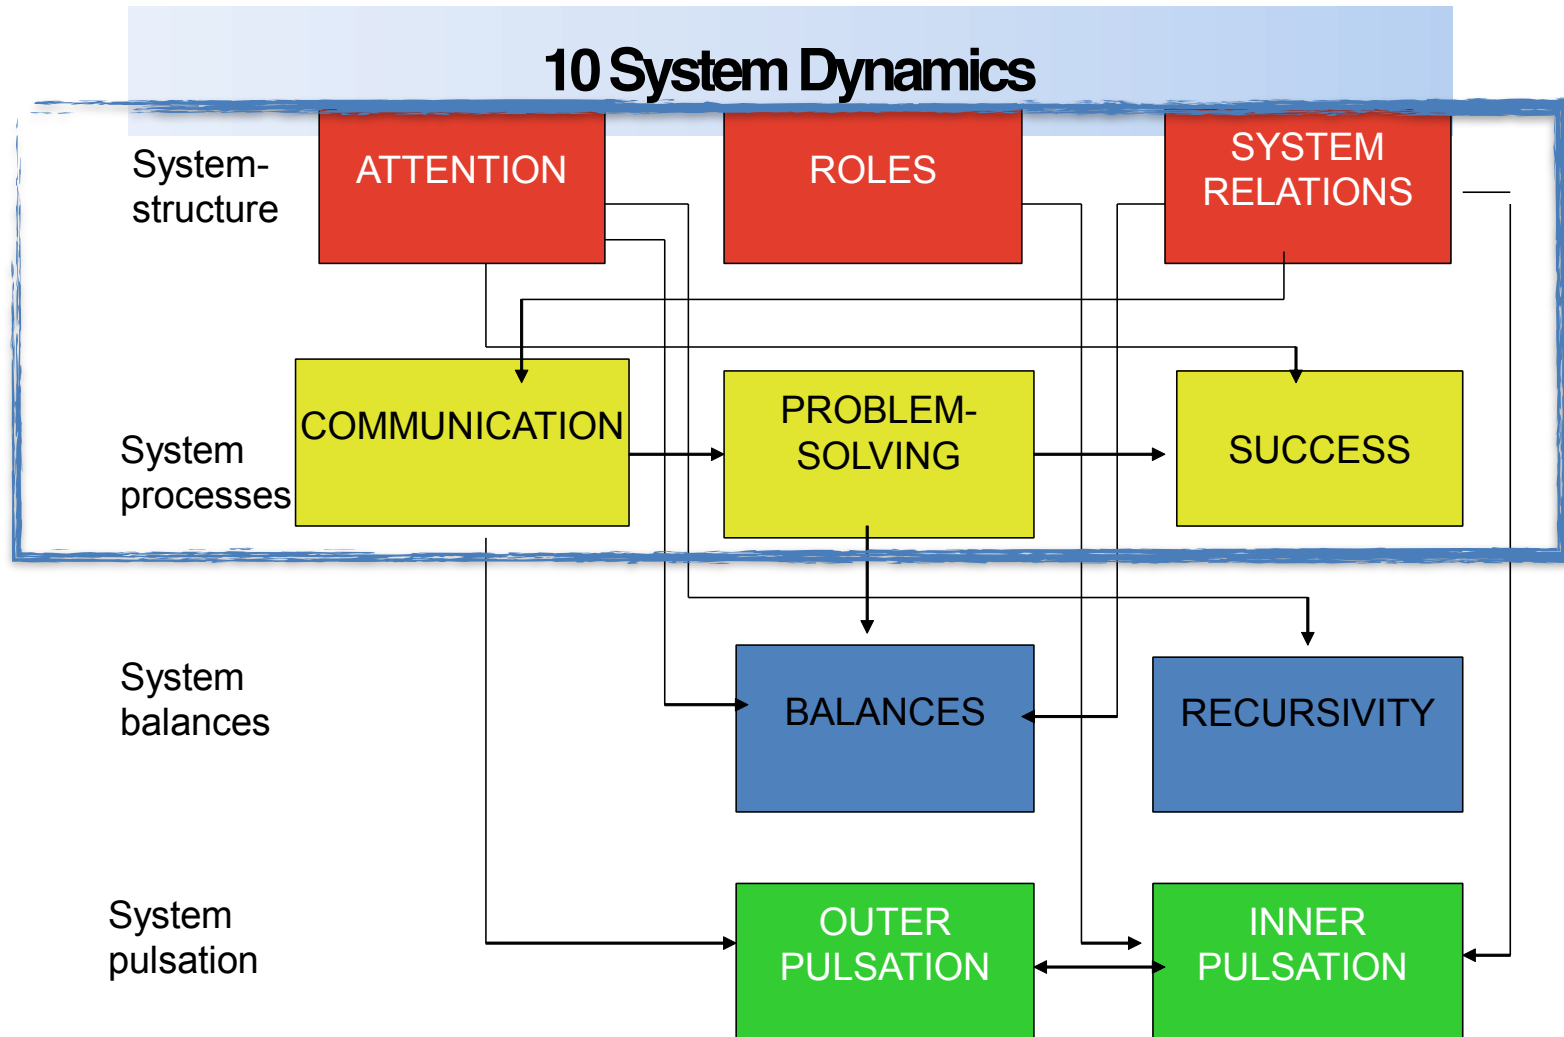 10 System Dynamics
System-
structure
ATTENTION
ROLES
SYSTEM
RELATIONS
System
processes
COMMUNICATION
PROBLEM-
SOLVING
SUCCESS
System
balances
BALANCES
RECURSIVITY
System
pulsation
OUTER
PULSATION
INNER
PULSATION